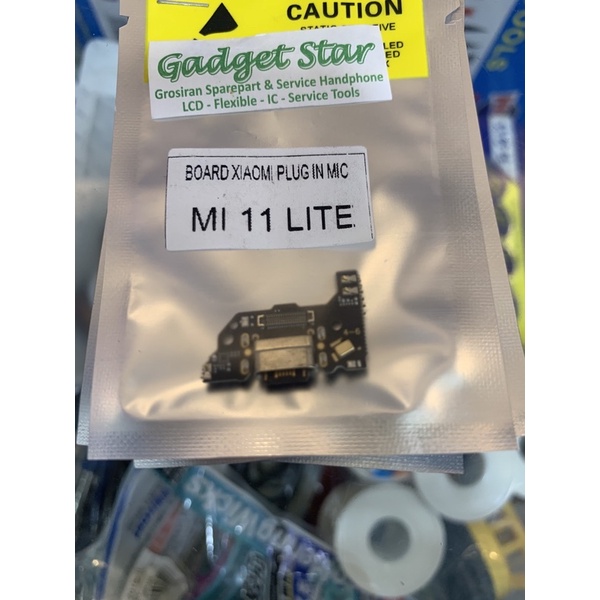 CAUTION
Gadget Star
Grosiran Sparepart & Service Handphone
LCD - Flexible - IC - Service Tools
BOARD XIAOMI PLUG IN MIC
MI 11 LITE